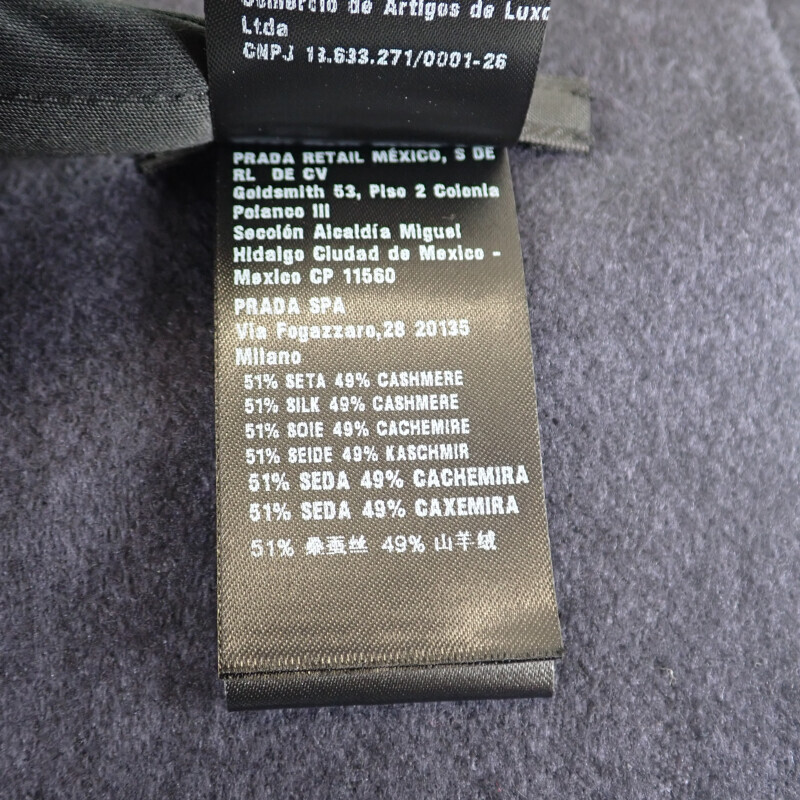 Comércio de Artigos de Luxo
Ltda
CNPJ 13.633.271/0001-26
PRADA RETAIL MÉXICO, S DE
RL DE CV
Goldsmith 53, Piso 2 Colonia
Polanco III
Sección Alcaldía Miguel
Hidalgo Ciudad de Mexico -
Mexico CP 11560
PRADA SPA
Via Fogazzaro,28 20135
Milano
51% SETA 49% CASHMERE
51% SILK 49% CASHMERE
51% SOIE 49% CACHEMIRE
51% SEIDE 49% KASCHMIR
51% SEDA 49% CACHEMIRA
51% SEDA 49% CAXEMIRA
51% 桑蚕丝 49% 山羊绒